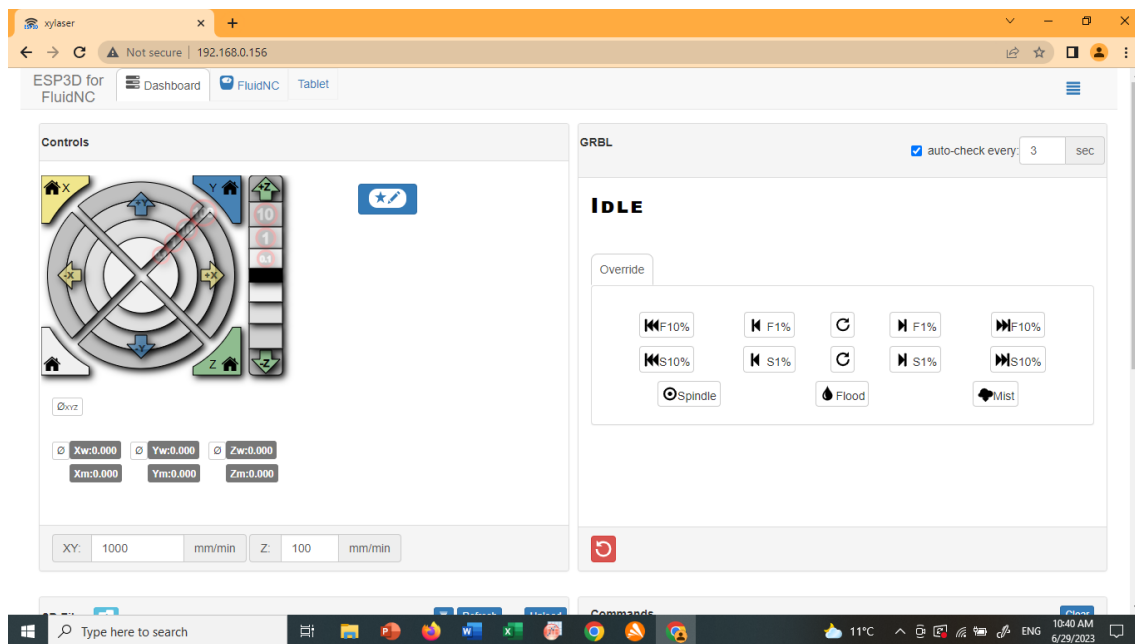 xylaser
Not secure | 192.168.0.156
ESP3D for
FluidNC
Dashboard
FluidNC
Tablet
Controls
X
Y
+Z
+Y
100
10
1
0.1
-X
+X
-Y
Z
-Z
Øxyz
Ø Xw:0.000 Ø Yw:0.000 Ø Zw:0.000
Xm:0.000 Ym:0.000 Zm:0.000
XY: 1000 mm/min Z: 100 mm/min
GRBL
auto-check every: 3 sec
IDLE
Override
F10% F1% F1% F10%
S10% S1% S1% S10%
Spindle Flood Mist
Refresh Upload
Commands
Clear
Type here to search
11°C
ENG
10:40 AM
6/29/2023